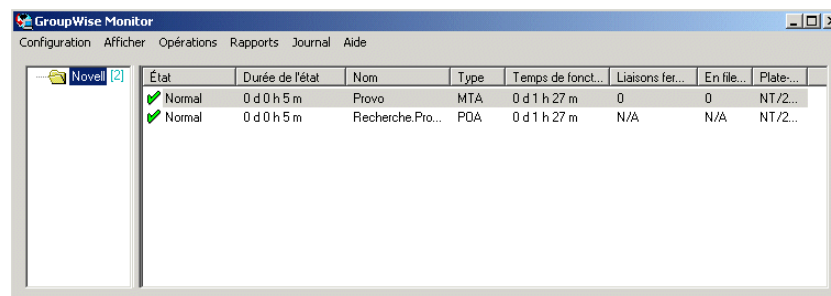 GroupWise Monitor
Configuration Afficher Opérations Rapports Journal Aide
Novell [2]
État Durée de l'état Nom Type Temps de fonct... Liaisons fer... En file... Plate-...
Normal 0 d 0 h 5 m Provo MTA 0 d 1 h 27 m 0 0 NT/2...
Normal 0 d 0 h 5 m Recherche.Pro... POA 0 d 1 h 27 m N/A N/A NT/2...